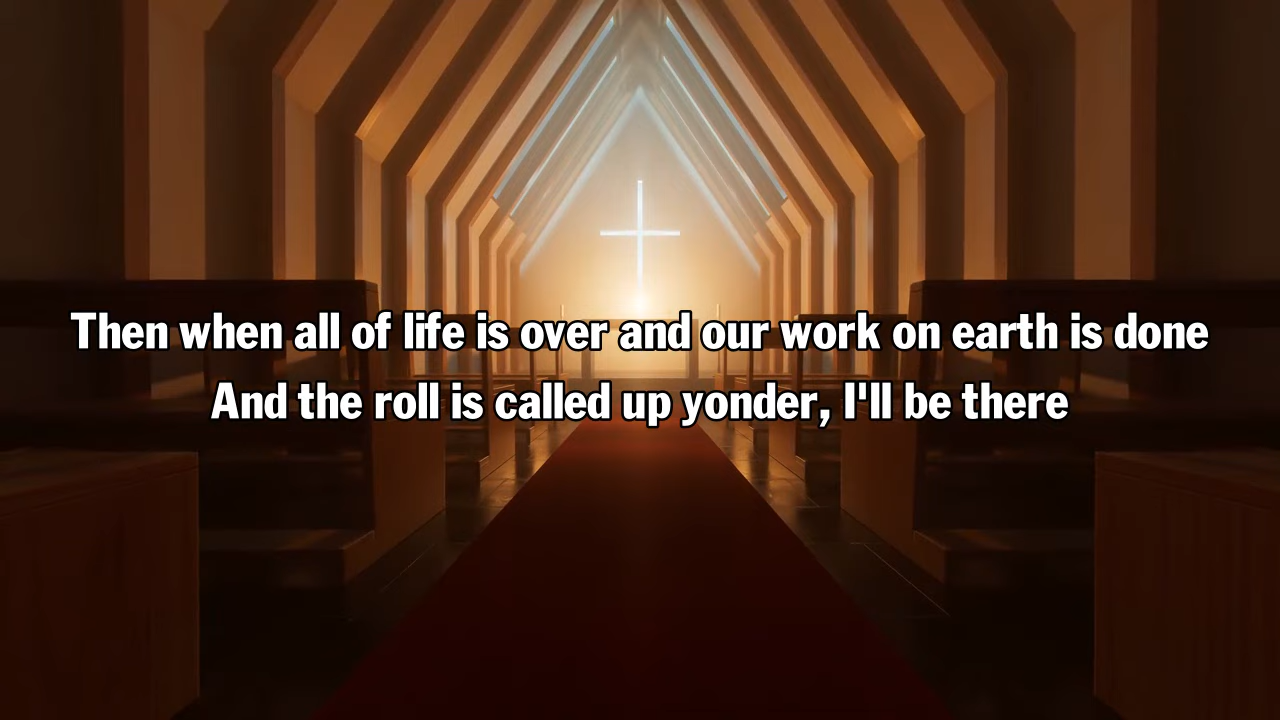 Then when all of life is over and our work on earth is done
And the roll is called up yonder, I'll be there